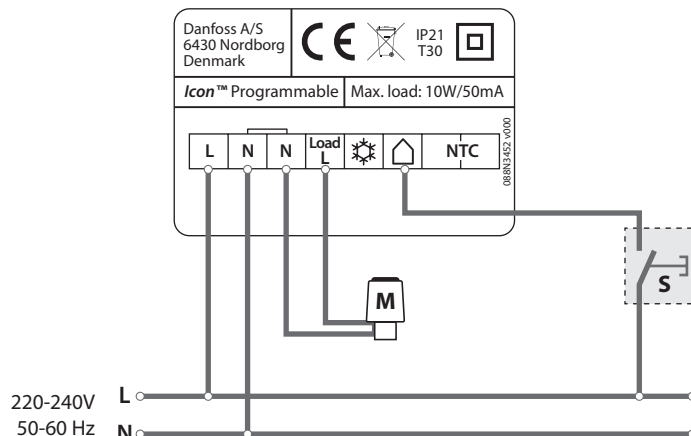 Danfoss A/S
6430 Nordborg
Denmark
IP21
T30
Icon™ Programmable
Max. load: 10W/50mA
L
N
N
Load
L
NTC
088N3452 v000
M
S
220-240V
L
50-60 Hz
N